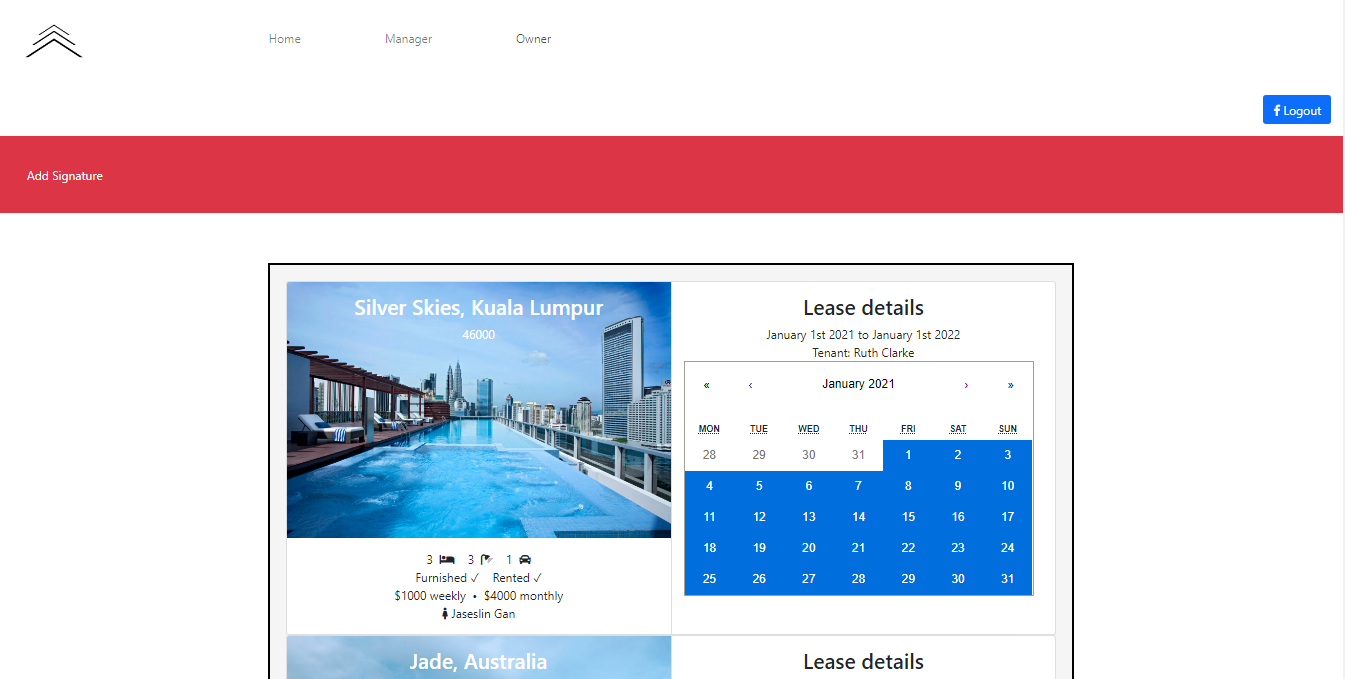 Home Manager Owner
Logout
Add Signature
Silver Skies, Kuala Lumpur
46000
3 3 1
Furnished ✓ Rented ✓
$1000 weekly • $4000 monthly
Jaseslin Gan
Lease details
January 1st 2021 to January 1st 2022
Tenant: Ruth Clarke
« ‹ January 2021 › »
MON TUE WED THU FRI SAT SUN
28 29 30 31 1 2 3
4 5 6 7 8 9 10
11 12 13 14 15 16 17
18 19 20 21 22 23 24
25 26 27 28 29 30 31
Jade, Australia
Lease details